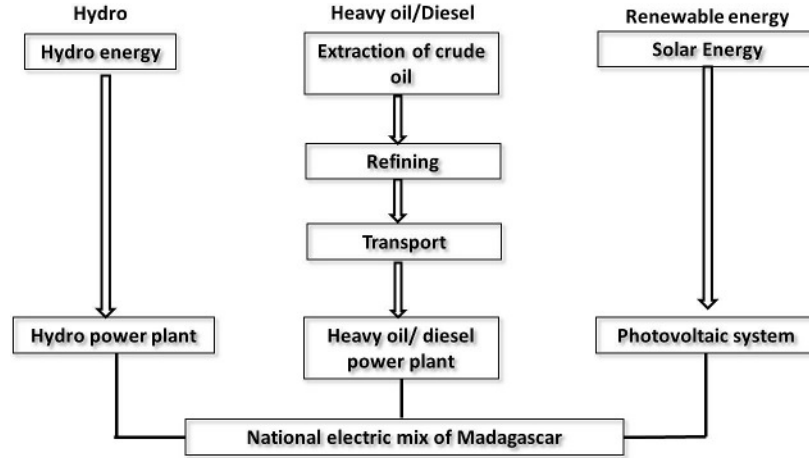 Hydro
Heavy oil/Diesel
Renewable energy
Hydro energy
Extraction of crude
oil
Solar Energy
Refining
Transport
Hydro power plant
Heavy oil/ diesel
power plant
Photovoltaic system
National electric mix of Madagascar